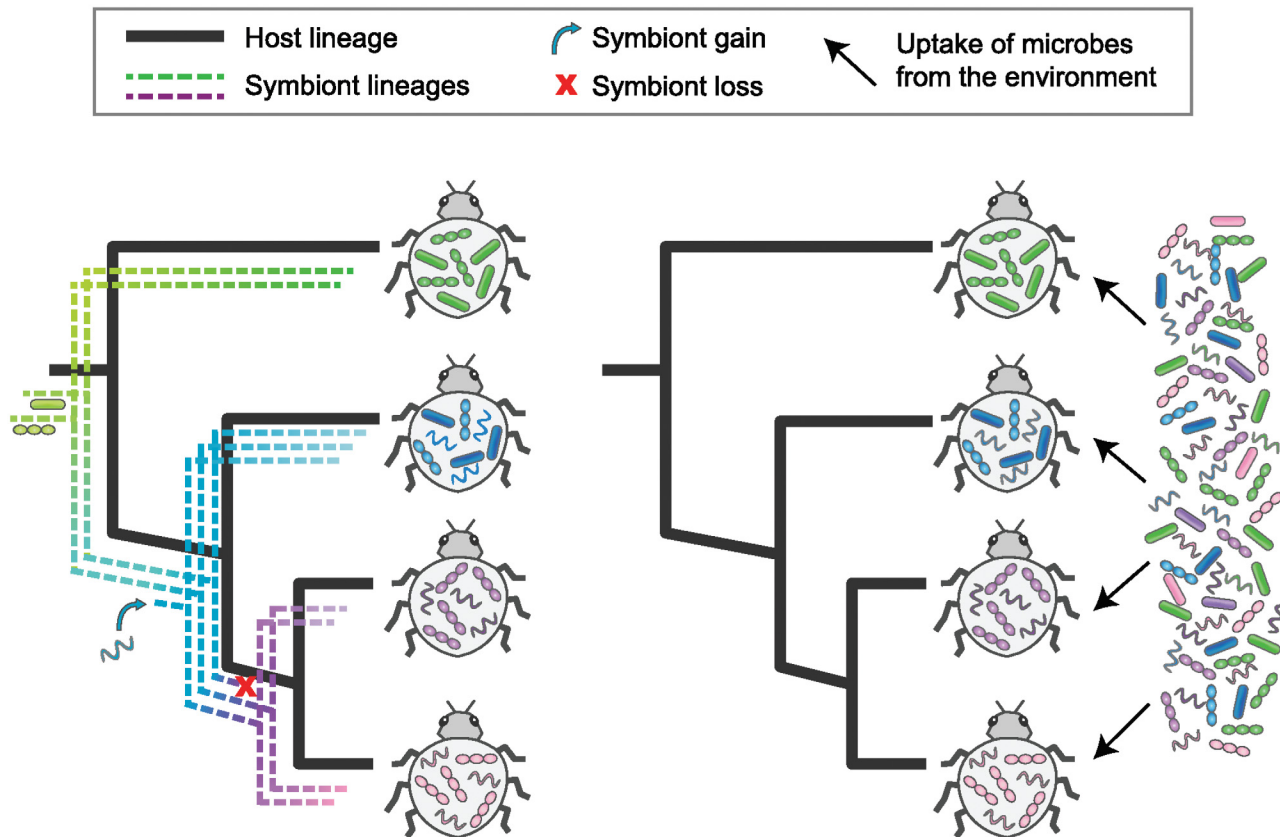 Host lineage
Symbiont lineages
Symbiont gain
X Symbiont loss
Uptake of microbes
from the environment
X